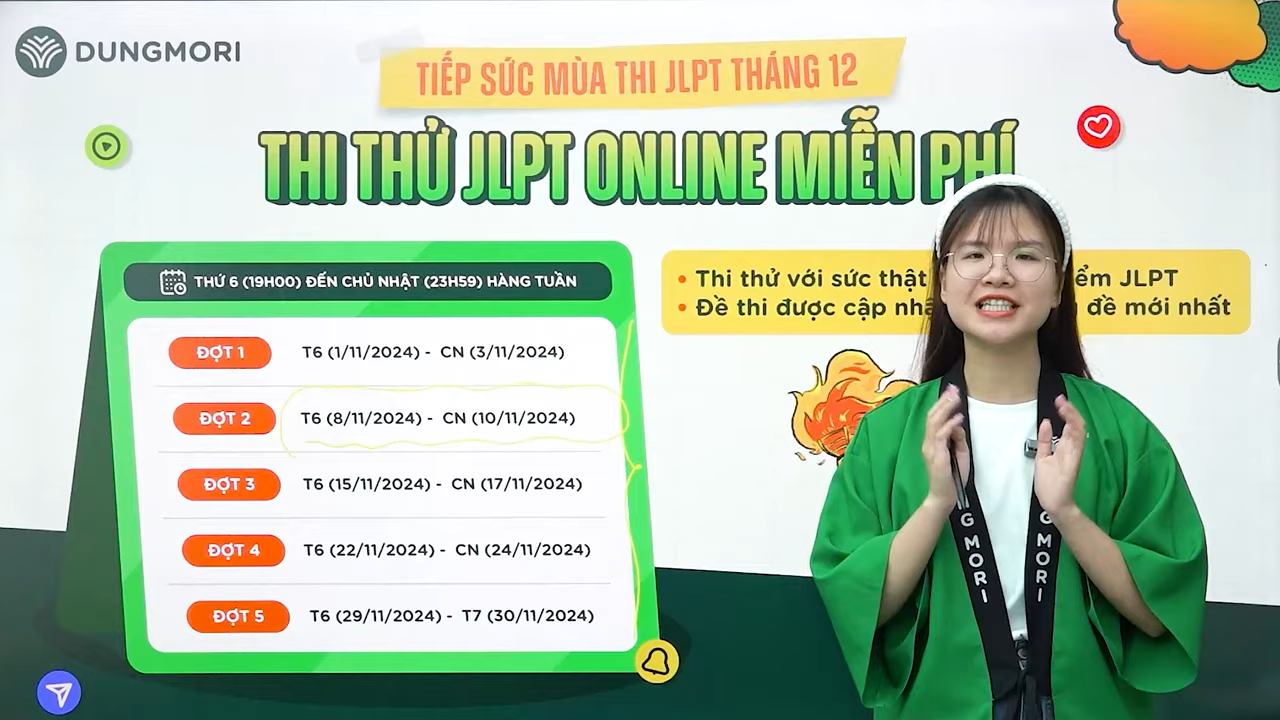 DUNGMORI
TIẾP SỨC MÙA THI JLPT THÁNG 12
THI THỬ JLPT ONLINE MIỄN PHÍ
THỨ 6 (19H00) ĐẾN CHỦ NHẬT (23H59) HÀNG TUẦN
ĐỢT 1 T6 (1/11/2024) - CN (3/11/2024)
ĐỢT 2 T6 (8/11/2024) - CN (10/11/2024)
ĐỢT 3 T6 (15/11/2024) - CN (17/11/2024)
ĐỢT 4 T6 (22/11/2024) - CN (24/11/2024)
ĐỢT 5 T6 (29/11/2024) - T7 (30/11/2024)
• Thi thử với sức thật JLPT
• Đề thi được cập đề mới nhất
G MORI
G MORI